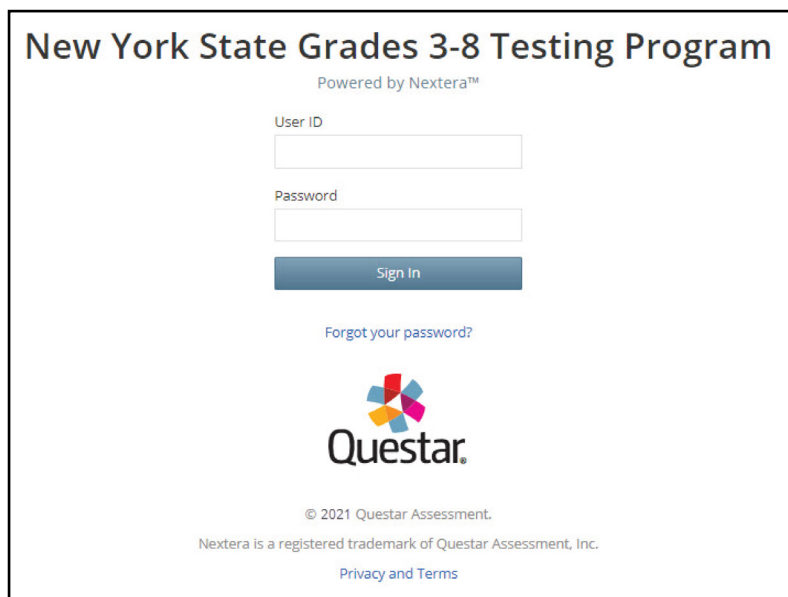 New York State Grades 3-8 Testing Program
Powered by Nextera™
User ID
Password
Sign In
Forgot your password?
Questar®
© 2021 Questar Assessment.
Nextera is a registered trademark of Questar Assessment, Inc.
Privacy and Terms